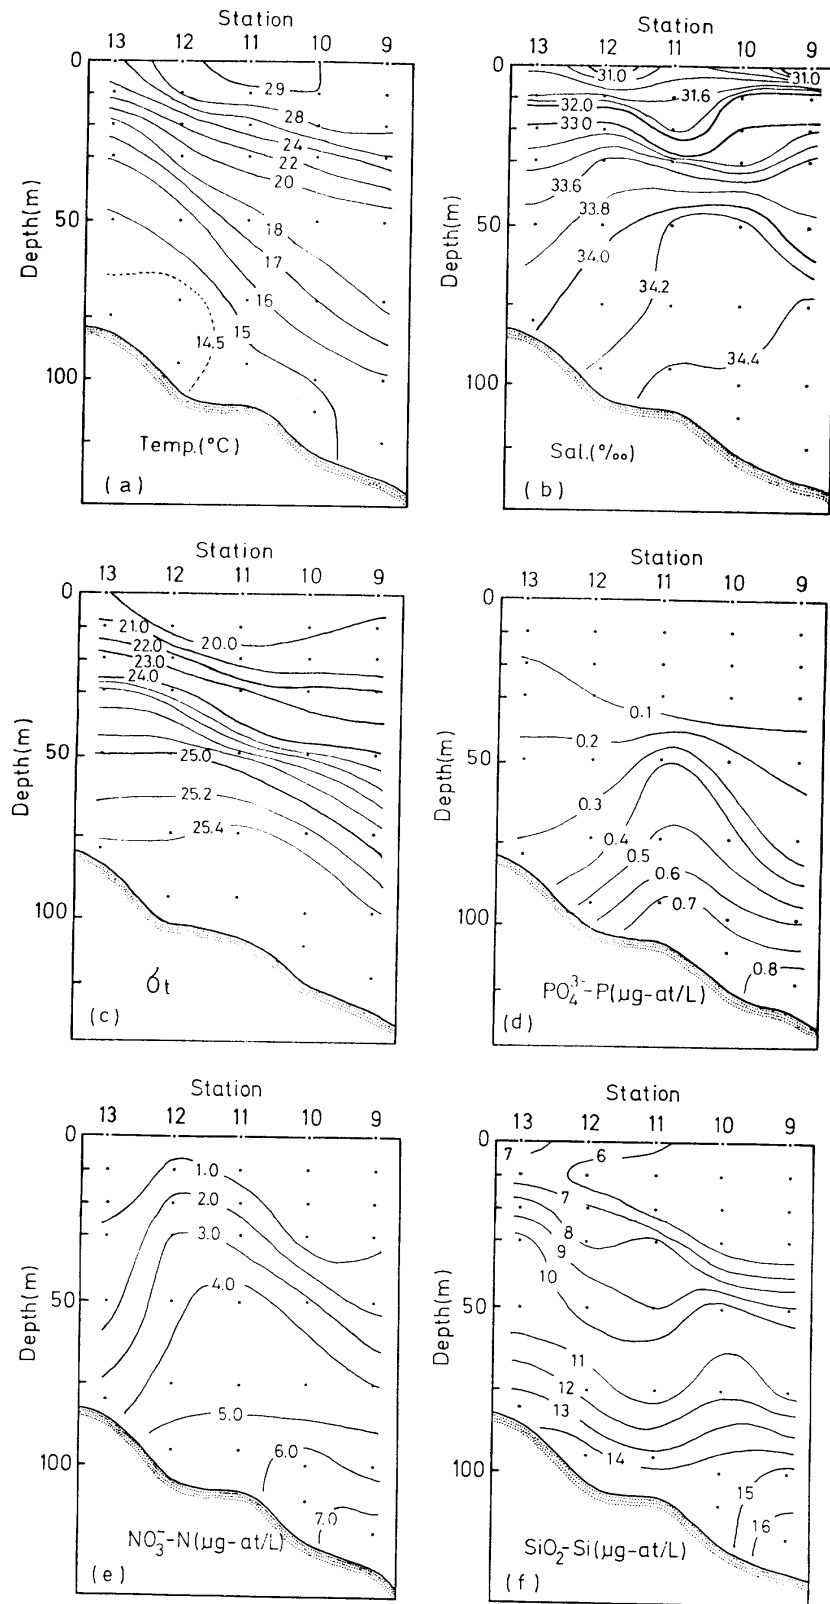 Station
13 12 11 10 9
0
50
100
Depth(m)
29
28
24
22
20
18
17
16
15
14.5
Temp.(°C)
(a)
Station
13 12 11 10 9
0
50
100
Depth(m)
31.0 31.0
31.6
32.0
33.0
33.6
33.8
34.0
34.2
34.4
Sal.(‰)
(b)
Station
13 12 11 10 9
0
50
100
Depth(m)
21.0 20.0
22.0
23.0
24.0
25.0
25.2
25.4
σt
(c)
Station
13 12 11 10 9
0
50
100
Depth(m)
0.1
0.2
0.3
0.4
0.5
0.6
0.7
0.8
PO₄³⁻-P(μg-at/L)
(d)
Station
13 12 11 10 9
0
50
100
Depth(m)
1.0
2.0
3.0
4.0
5.0
6.0
7.0
NO₃⁻-N(μg-at/L)
(e)
Station
13 12 11 10 9
0
50
100
Depth(m)
7 6
7
8
9
10
11
12
13
14
15
16
SiO₂-Si(μg-at/L)
(f)